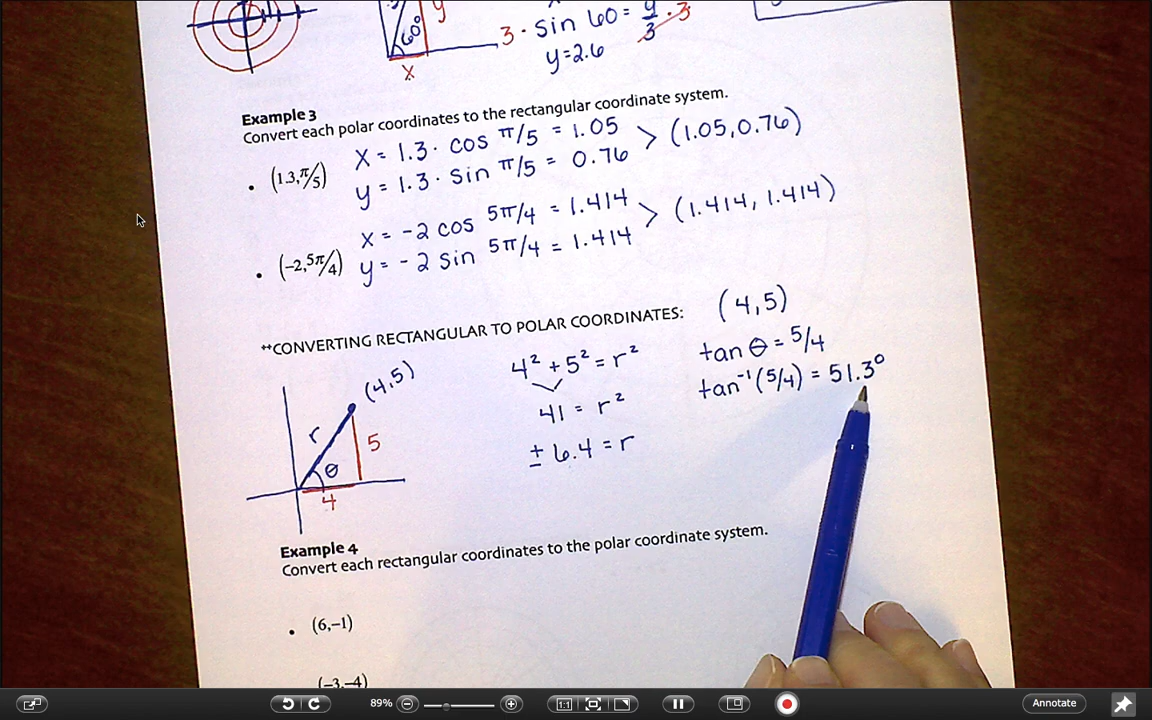 y
60°
x
3 · sin 60 = y/3 · 3
y = 2.6
Example 3
Convert each polar coordinates to the rectangular coordinate system.
• (1.3, π/5)
x = 1.3 · cos π/5 = 1.05
y = 1.3 · sin π/5 = 0.76
> (1.05, 0.76)
• (−2, 5π/4)
x = -2 cos 5π/4 = 1.414
y = -2 sin 5π/4 = 1.414
> (1.414, 1.414)
**CONVERTING RECTANGULAR TO POLAR COORDINATES:
(4,5)
(4,5)
r
θ
5
4
4² + 5² = r²
41 = r²
± 6.4 = r
tan θ = 5/4
tan⁻¹(5/4) = 51.3°
Example 4
Convert each rectangular coordinates to the polar coordinate system.
• (6,−1)
(−3,−4)
89%
1:1
Annotate